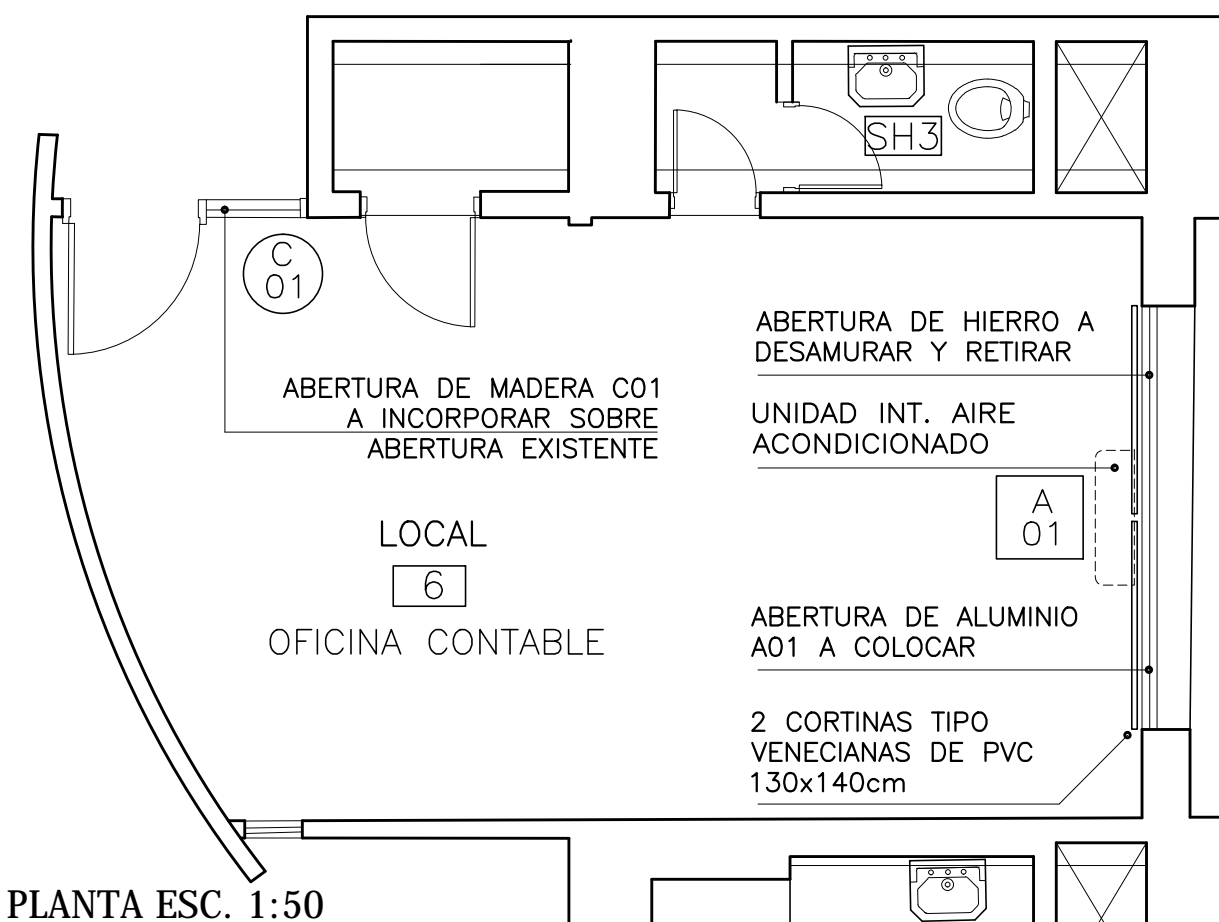 SH3
C
01
ABERTURA DE HIERRO A
DESAMURAR Y RETIRAR
ABERTURA DE MADERA C01
A INCORPORAR SOBRE
ABERTURA EXISTENTE
UNIDAD INT. AIRE
ACONDICIONADO
A
01
LOCAL
6
OFICINA CONTABLE
ABERTURA DE ALUMINIO
A01 A COLOCAR
2 CORTINAS TIPO
VENECIANAS DE PVC
130x140cm
PLANTA ESC. 1:50